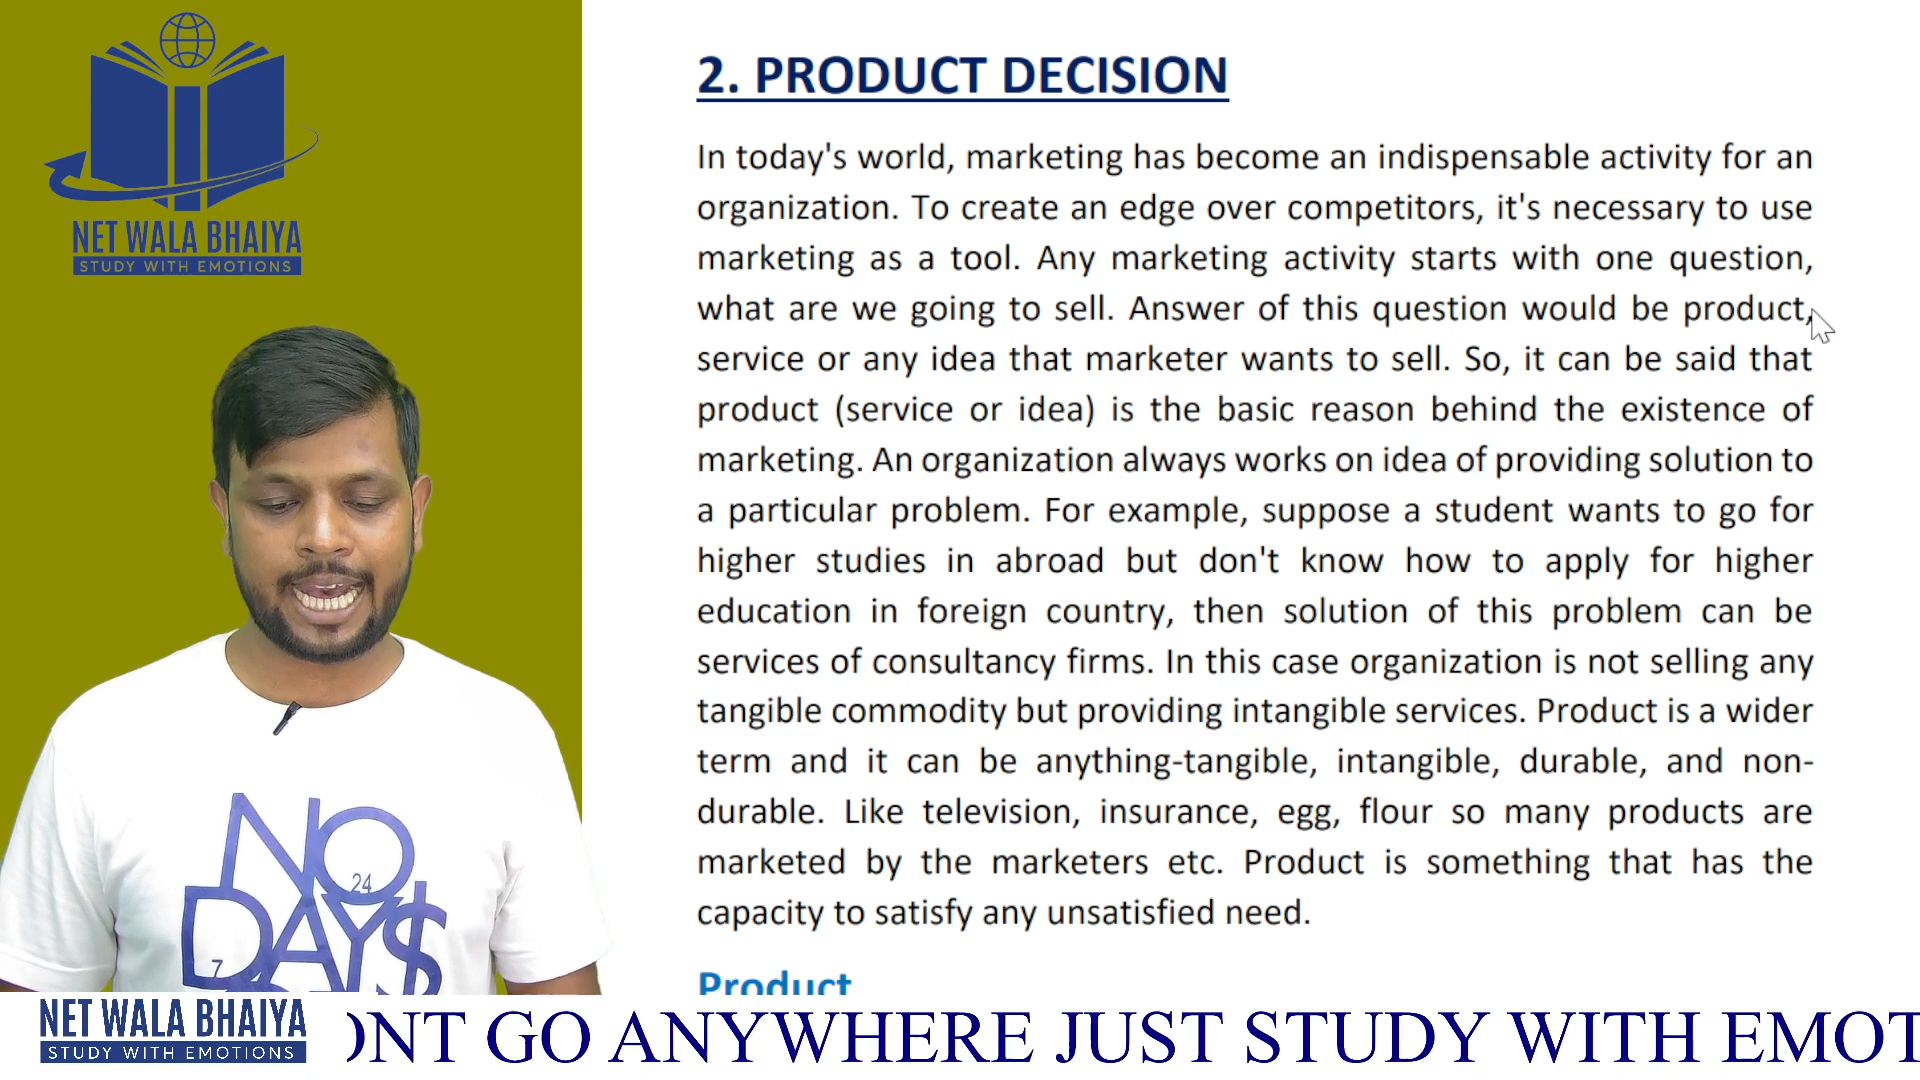 NET WALA BHAIYA
STUDY WITH EMOTIONS
2. PRODUCT DECISION
In today's world, marketing has become an indispensable activity for an
organization. To create an edge over competitors, it's necessary to use
marketing as a tool. Any marketing activity starts with one question,
what are we going to sell. Answer of this question would be product,
service or any idea that marketer wants to sell. So, it can be said that
product (service or idea) is the basic reason behind the existence of
marketing. An organization always works on idea of providing solution to
a particular problem. For example, suppose a student wants to go for
higher studies in abroad but don't know how to apply for higher
education in foreign country, then solution of this problem can be
services of consultancy firms. In this case organization is not selling any
tangible commodity but providing intangible services. Product is a wider
term and it can be anything-tangible, intangible, durable, and non-
durable. Like television, insurance, egg, flour so many products are
marketed by the marketers etc. Product is something that has the
capacity to satisfy any unsatisfied need.
Product
NO
24
DAYS
7
NET WALA BHAIYA
STUDY WITH EMOTIONS
ONT GO ANYWHERE JUST STUDY WITH EMOT